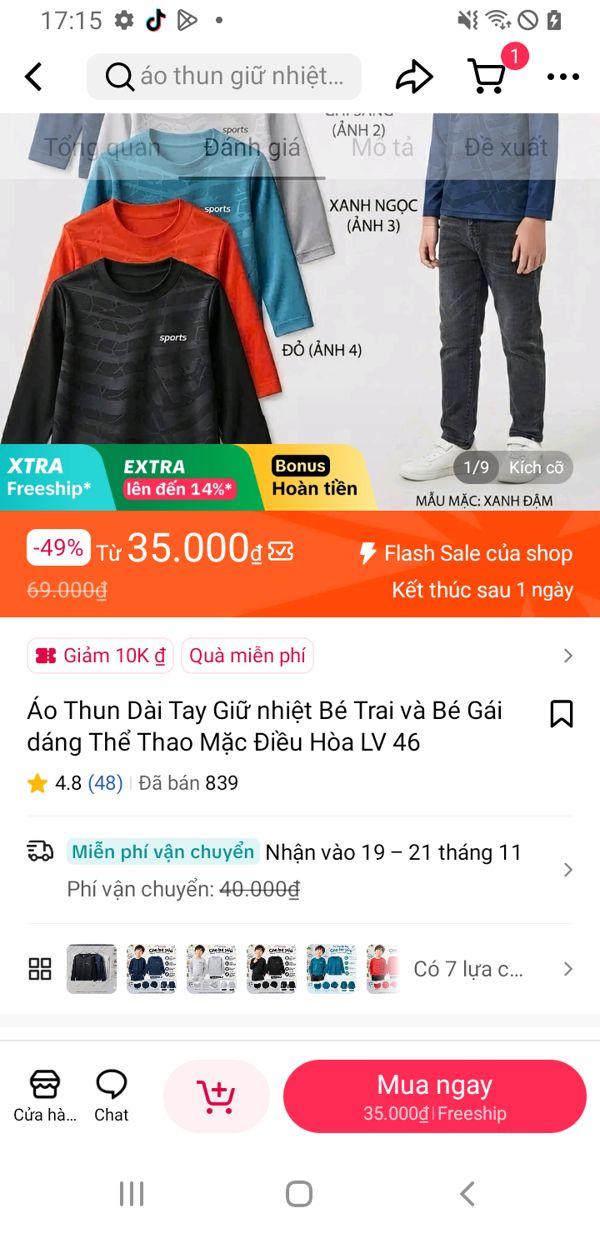 17:15
1
áo thun giữ nhiệt...
(ẢNH 2)
Tổng quan Đánh giá Mô tả Đề xuất
sports
sports
XANH NGỌC
(ẢNH 3)
sports
ĐỎ (ẢNH 4)
XTRA
Freeship*
EXTRA
lên đến 14%*
Bonus
Hoàn tiền
1/9 Kích cỡ
MẪU MẶC: XANH ĐẬM
-49% Từ 35.000₫
Flash Sale của shop
69.000₫
Kết thúc sau 1 ngày
Giảm 10K ₫ Quà miễn phí
Áo Thun Dài Tay Giữ nhiệt Bé Trai và Bé Gái
dáng Thể Thao Mặc Điều Hòa LV 46
4.8 (48) Đã bán 839
Miễn phí vận chuyển Nhận vào 19 – 21 tháng 11
Phí vận chuyển: 40.000₫
Có 7 lựa c...
Cửa hà... Chat
Mua ngay
35.000₫ | Freeship